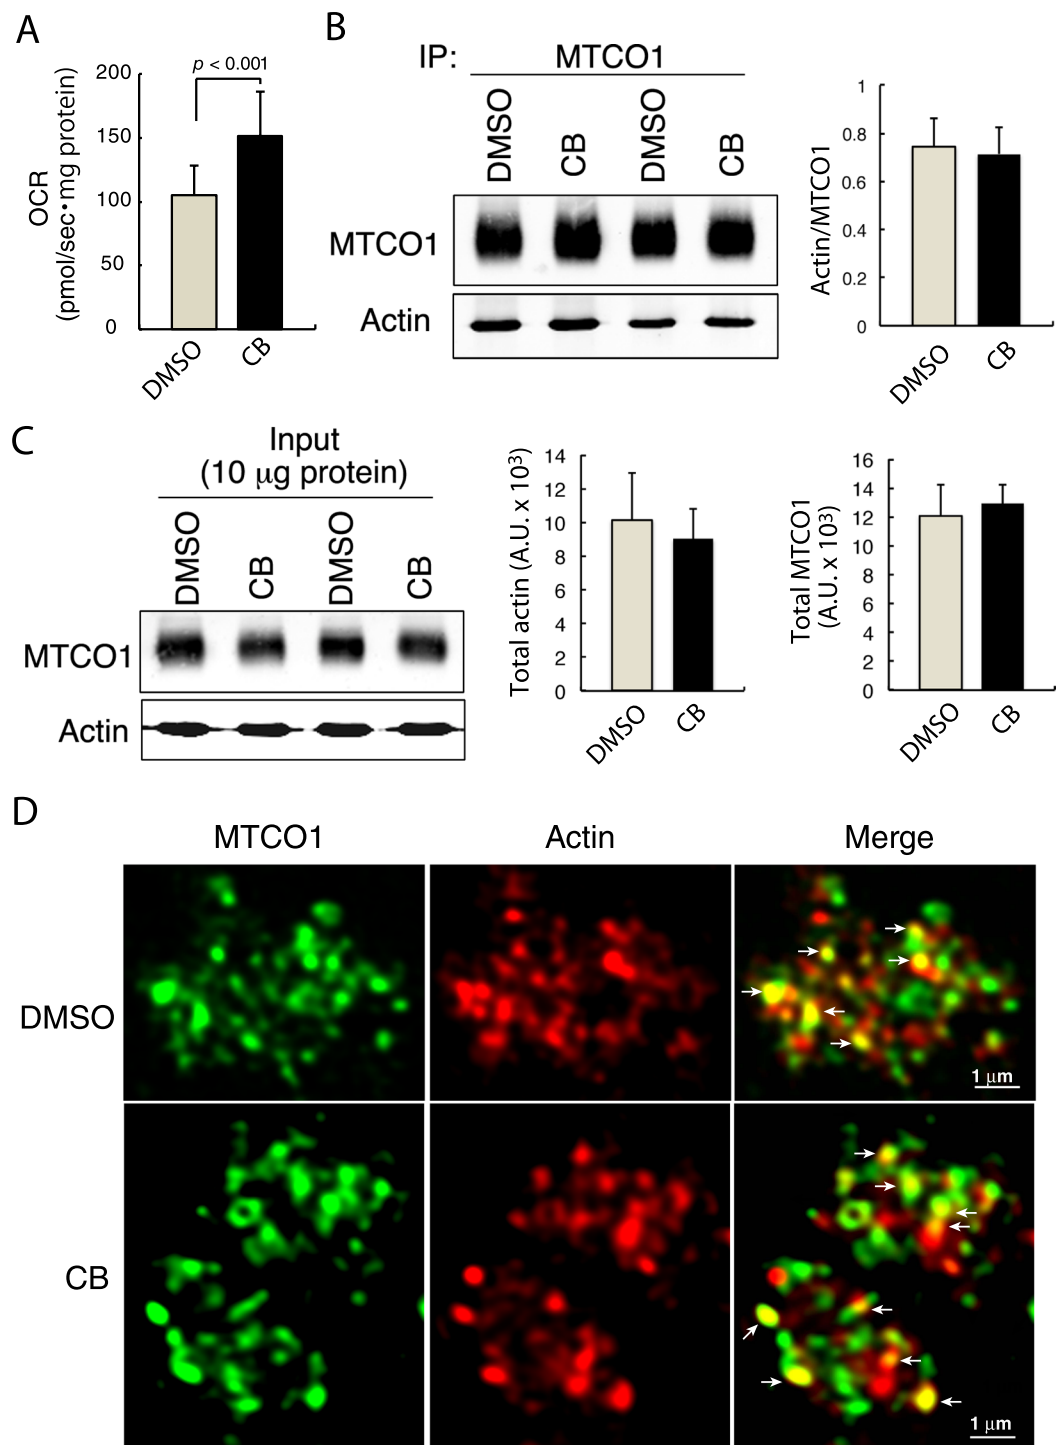 A
p < 0.001
200
150
100
50
0
OCR
(pmol/sec•mg protein)
DMSO
CB
B
IP:
MTCO1
DMSO
CB
DMSO
CB
MTCO1
Actin
1
0.8
0.6
0.4
0.2
0
Actin/MTCO1
DMSO
CB
C
Input
(10 μg protein)
DMSO
CB
DMSO
CB
MTCO1
Actin
14
12
10
8
6
4
2
0
Total actin (A.U. x 10³)
DMSO
CB
16
14
12
10
8
6
4
2
0
Total MTCO1
(A.U. x 10³)
DMSO
CB
D
MTCO1
Actin
Merge
DMSO
1 μm
CB
1 μm